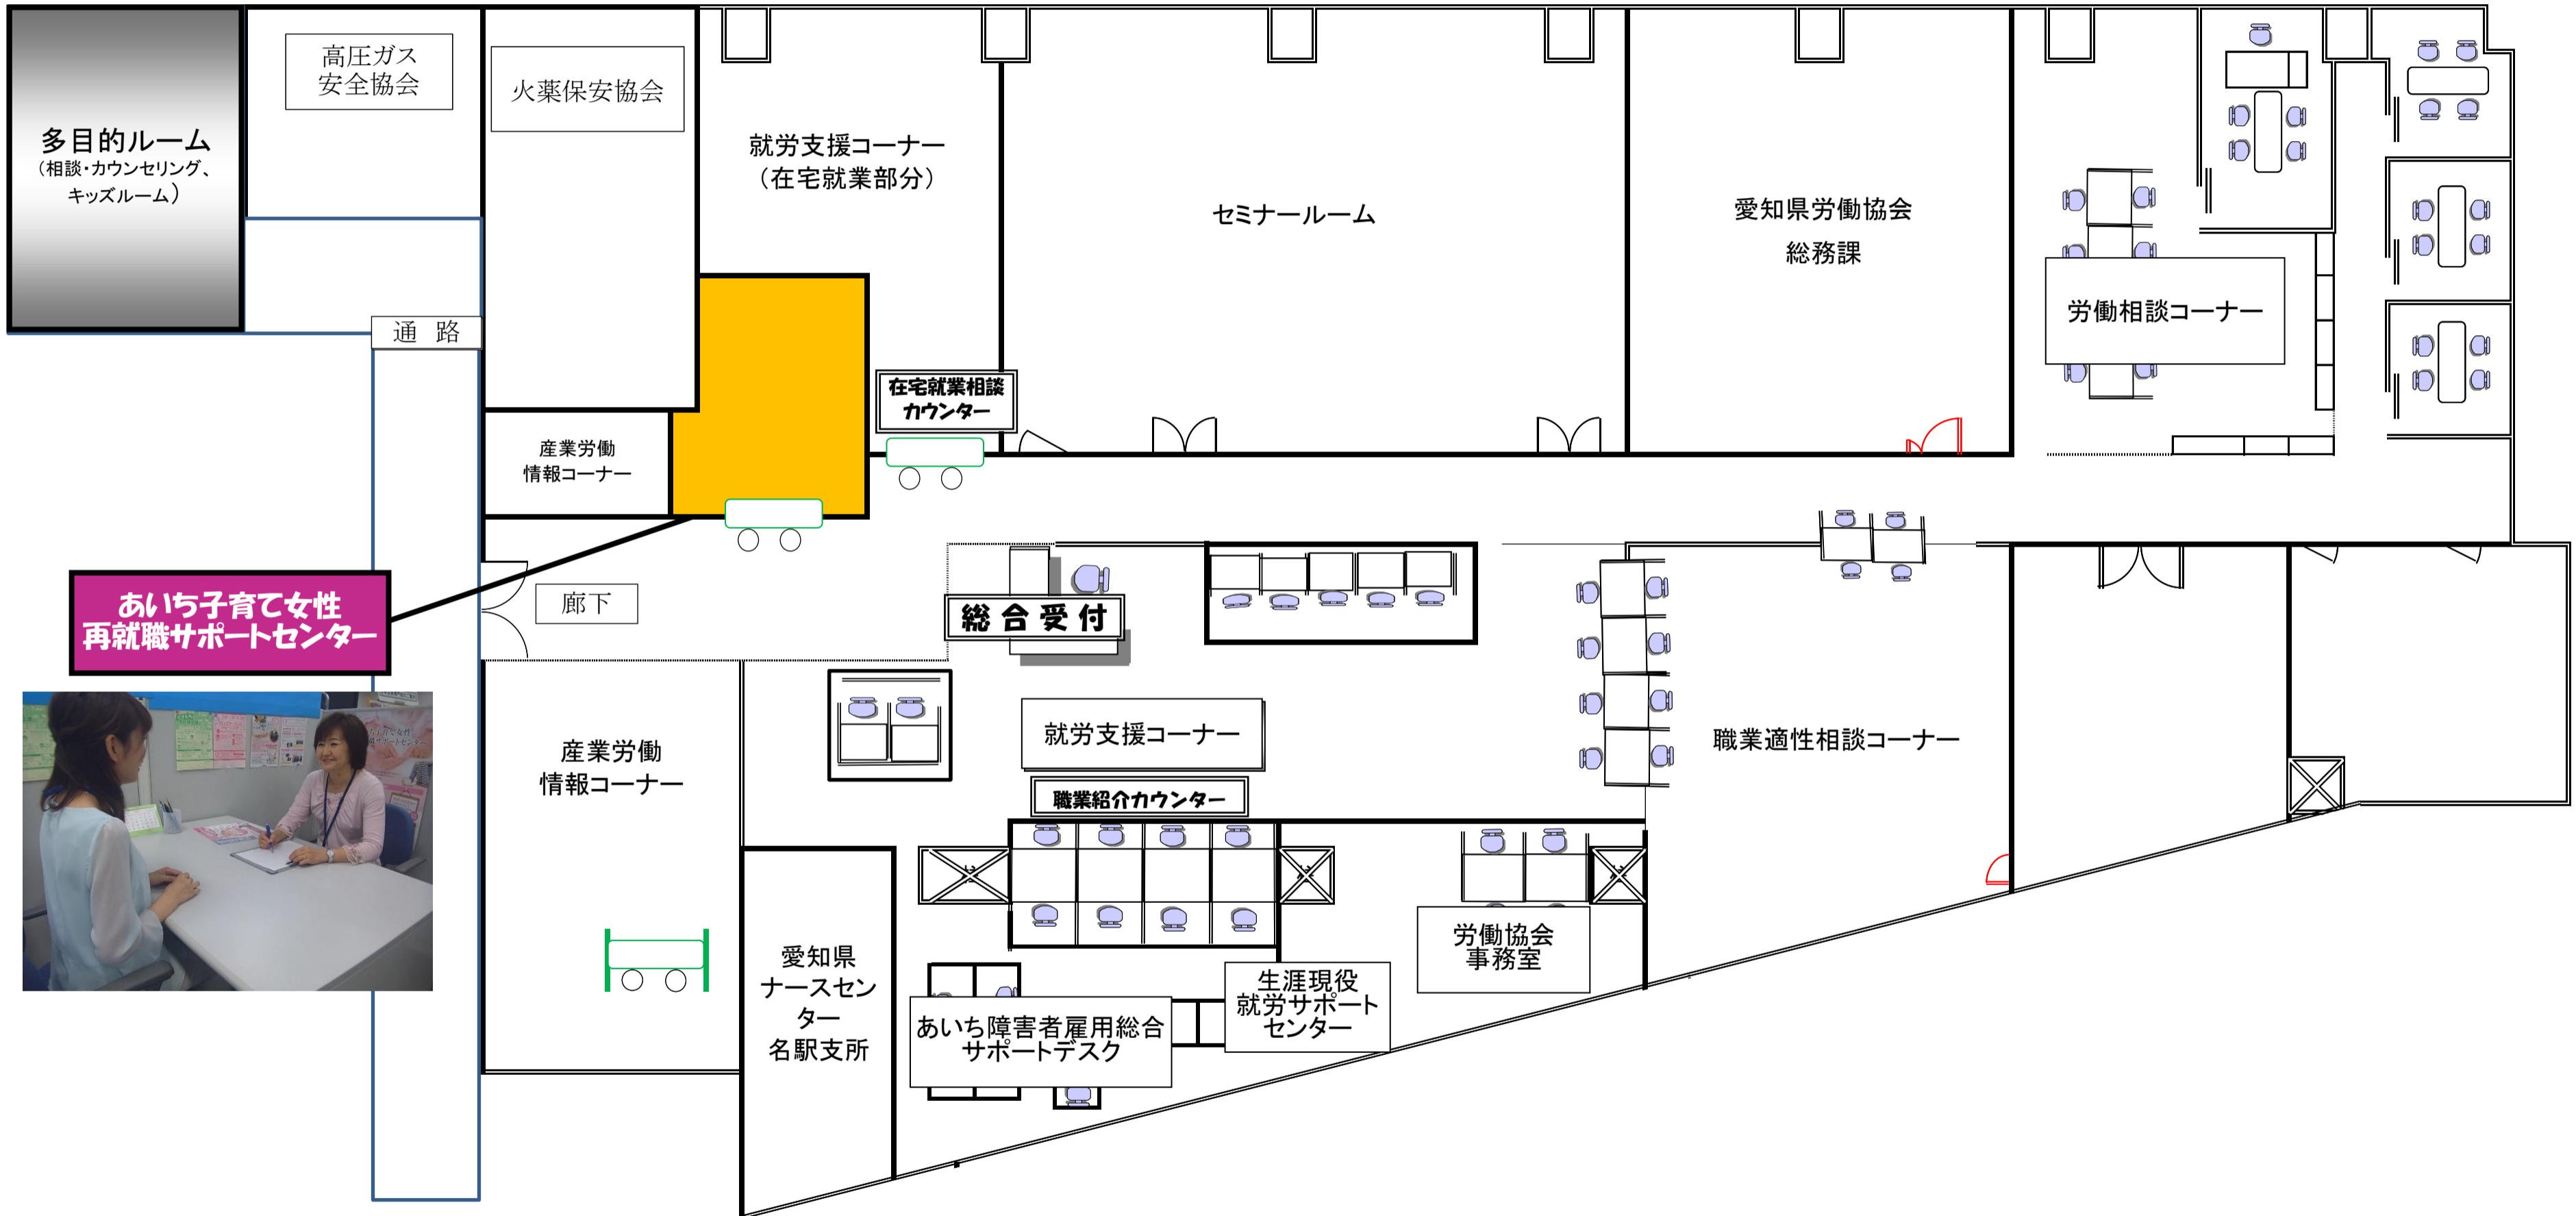 高圧ガス
安全協会
火薬保安協会
多目的ルーム
（相談・カウンセリング、
キッズルーム）
就労支援コーナー
（在宅就業部分）
セミナールーム
愛知県労働協会
総務課
労働相談コーナー
通　路
在宅就業相談
カウンター
産業労働
情報コーナー
あいち子育て女性
再就職サポートセンター
廊下
総合受付
産業労働
情報コーナー
就労支援コーナー
職業紹介カウンター
職業適性相談コーナー
愛知県
ナースセン
ター
名駅支所
あいち障害者雇用総合
サポートデスク
生涯現役
就労サポート
センター
労働協会
事務室